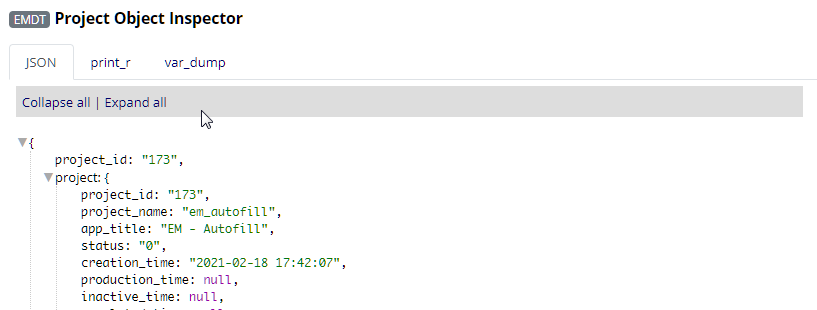 EMDT Project Object Inspector
JSON print_r var_dump
Collapse all | Expand all
{
project_id: "173",
project: {
project_id: "173",
project_name: "em_autofill",
app_title: "EM - Autofill",
status: "0",
creation_time: "2021-02-18 17:42:07",
production_time: null,
inactive_time: null,